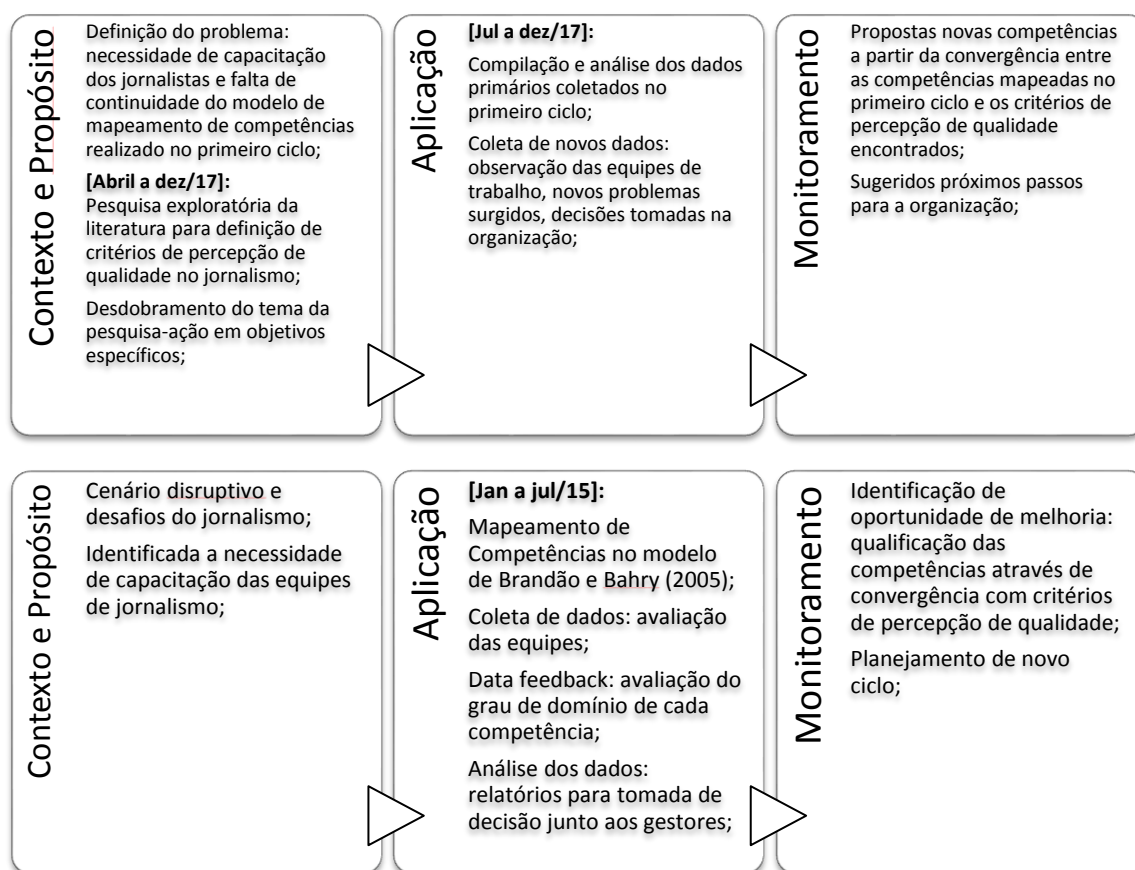 Contexto e Propósito
Definição do problema:
necessidade de capacitação
dos jornalistas e falta de
continuidade do modelo de
mapeamento de competências
realizado no primeiro ciclo;
[Abril a dez/17]:
Pesquisa exploratória da
literatura para definição de
critérios de percepção de
qualidade no jornalismo;
Desdobramento do tema da
pesquisa-ação em objetivos
específicos;
Aplicação
[Jul a dez/17]:
Compilação e análise dos dados
primários coletados no
primeiro ciclo;
Coleta de novos dados:
observação das equipes de
trabalho, novos problemas
surgidos, decisões tomadas na
organização;
Monitoramento
Propostas novas competências
a partir da convergência entre
as competências mapeadas no
primeiro ciclo e os critérios de
percepção de qualidade
encontrados;
Sugeridos próximos passos
para a organização;
Contexto e Propósito
Cenário disruptivo e
desafios do jornalismo;
Identificada a necessidade
de capacitação das equipes
de jornalismo;
Aplicação
[Jan a jul/15]:
Mapeamento de
Competências no modelo
de Brandão e Bahry (2005);
Coleta de dados: avaliação
das equipes;
Data feedback: avaliação do
grau de domínio de cada
competência;
Análise dos dados:
relatórios para tomada de
decisão junto aos gestores;
Monitoramento
Identificação de
oportunidade de melhoria:
qualificação das
competências através de
convergência com critérios
de percepção de qualidade;
Planejamento de novo
ciclo;